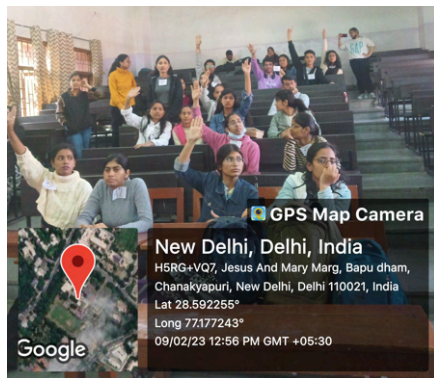 GAP
GPS Map Camera
New Delhi, Delhi, India
H5RG+VQ7, Jesus And Mary Marg, Bapu dham,
Chanakyapuri, New Delhi, Delhi 110021, India
Lat 28.592255°
Long 77.177243°
09/02/23 12:56 PM GMT +05:30
Google